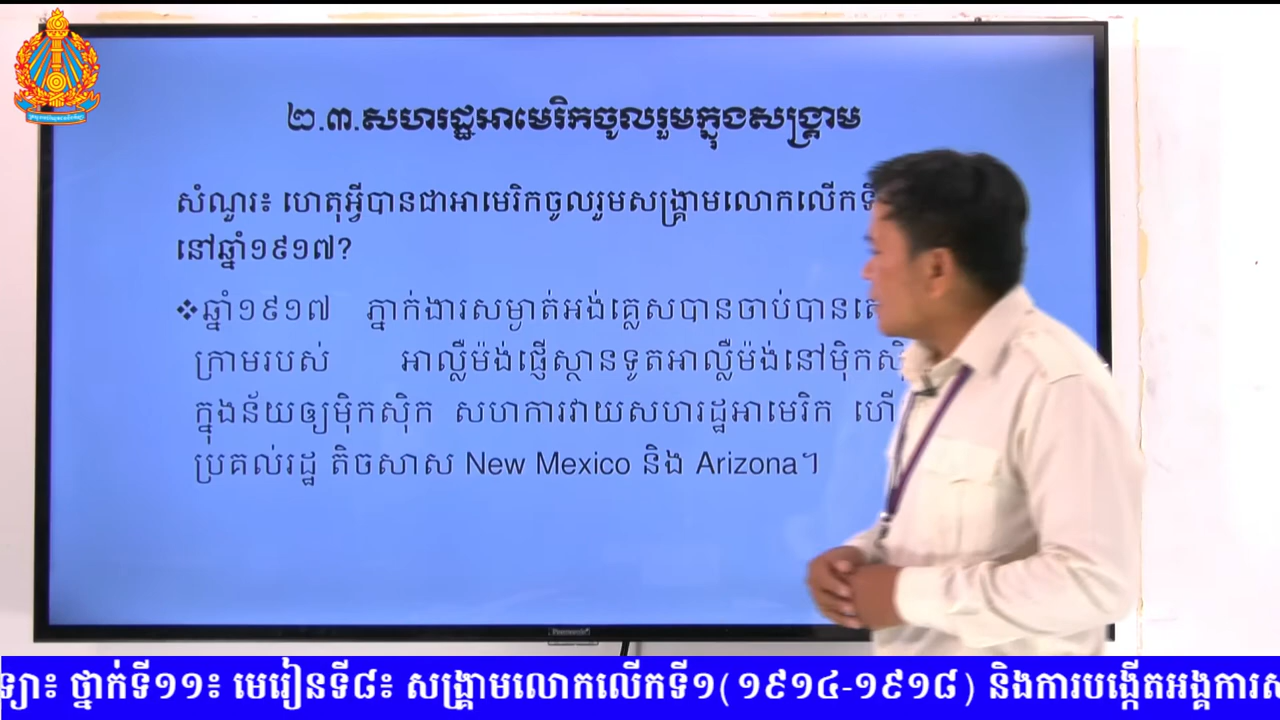 ២.៣.សហរដ្ឋអាមេរិកចូលរួមក្នុងសង្គ្រាម
សំណួរ៖ ហេតុអ្វីបានជាអាមេរិកចូលរួមសង្គ្រាមលោកលើកទី
នៅឆ្នាំ១៩១៧?
❖ឆ្នាំ១៩១៧ ភ្នាក់ងារសម្ងាត់អង់គ្លេសបានចាប់បាន
ក្រាមរបស់ អាល្លឺម៉ង់ផ្ញើស្ថានទូតអាល្លឺម៉ង់នៅ
ក្នុងន័យឲ្យម៉ិកស៊ិក សហការវាយសហរដ្ឋអាមេរិក
ប្រគល់រដ្ឋ តិចសាស New Mexico និង Arizona។
ថ្នាក់ទី១១៖ មេរៀនទី៨៖ សង្គ្រាមលោកលើកទី១(១៩១៤-១៩១៨) និងការបង្កើតអង្គការ